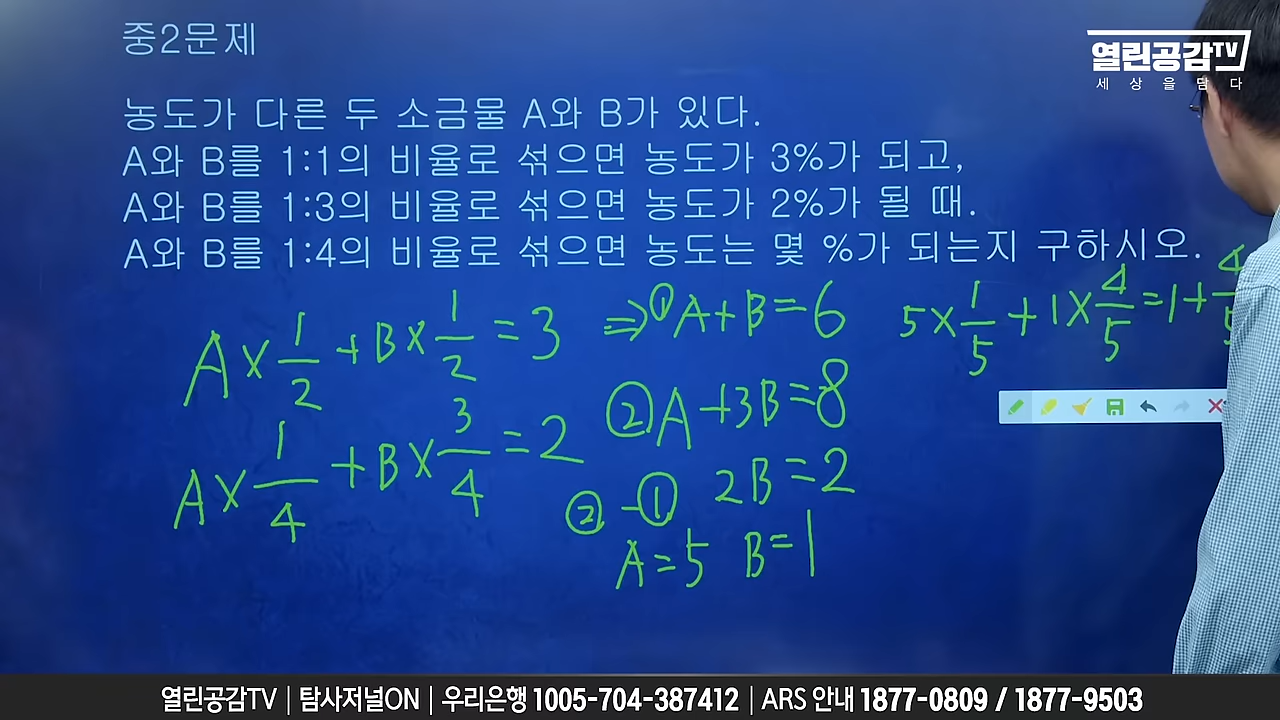 중2문제
열린공감TV
세상을 담다
농도가 다른 두 소금물 A와 B가 있다.
A와 B를 1:1의 비율로 섞으면 농도가 3%가 되고,
A와 B를 1:3의 비율로 섞으면 농도가 2%가 될 때.
A와 B를 1:4의 비율로 섞으면 농도는 몇 %가 되는지 구하시오.
A×1/2+B×1/2=3 ⇒①A+B=6
5×1/5+1×4/5=1+4/5
②A+3B=8
A×1/4+B×3/4=2
②-① 2B=2
A=5 B=1
열린공감TV | 탐사저널ON | 우리은행 1005-704-387412 | ARS 안내 1877-0809 / 1877-9503